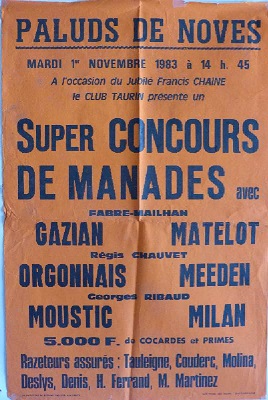 PALUDS DE NOVES
MARDI 1er NOVEMBRE 1983 à 14 h. 45
A l'occasion du Jubilé Francis CHAINE
le CLUB TAURIN présente un
SUPER CONCOURS
DE MANADES avec
FABRE-MAILHAN
GAZIAN MATELOT
Régis CHAUVET
ORGONNAIS MEEDEN
Georges RIBAUD
MOUSTIC MILAN
5.000 F. de COCARDES et PRIMES
Razeteurs assurés : Tauleigne, Couderc, Molina,
Deslys, Denis, H. Ferrand, M. Martinez